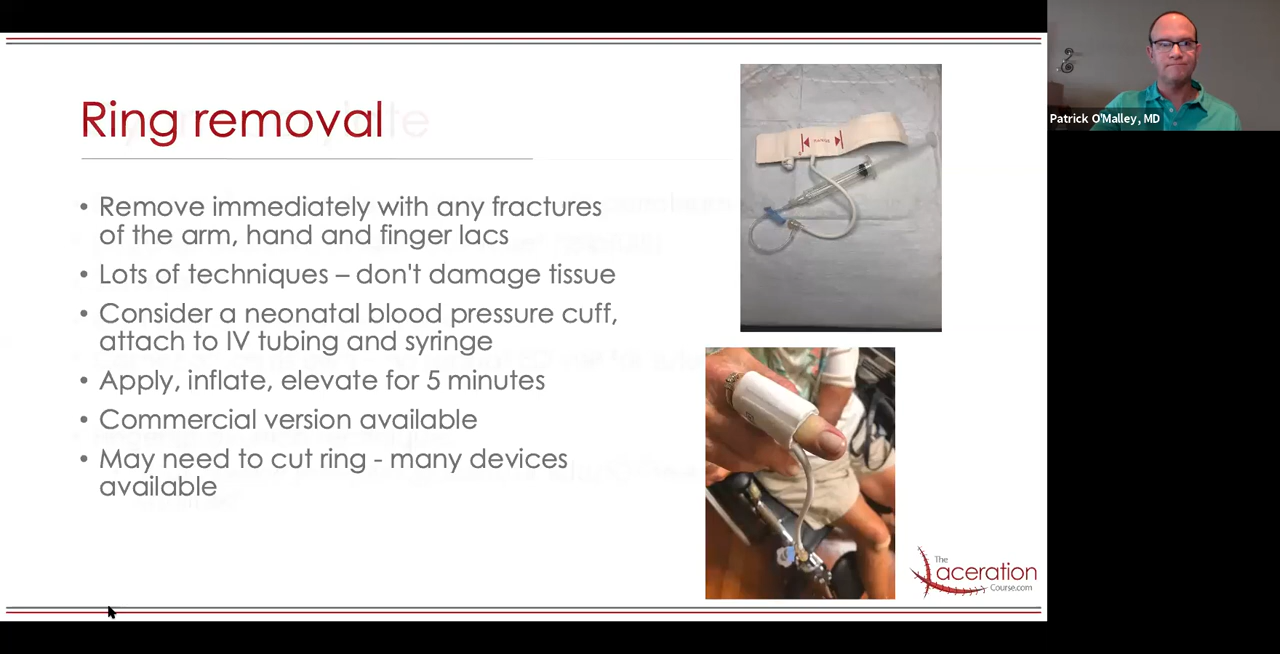 Ring removal
• Remove immediately with any fractures
of the arm, hand and finger lacs
• Lots of techniques – don't damage tissue
• Consider a neonatal blood pressure cuff,
attach to IV tubing and syringe
• Apply, inflate, elevate for 5 minutes
• Commercial version available
• May need to cut ring - many devices
available
Patrick O'Malley, MD
The
Laceration
Course.com